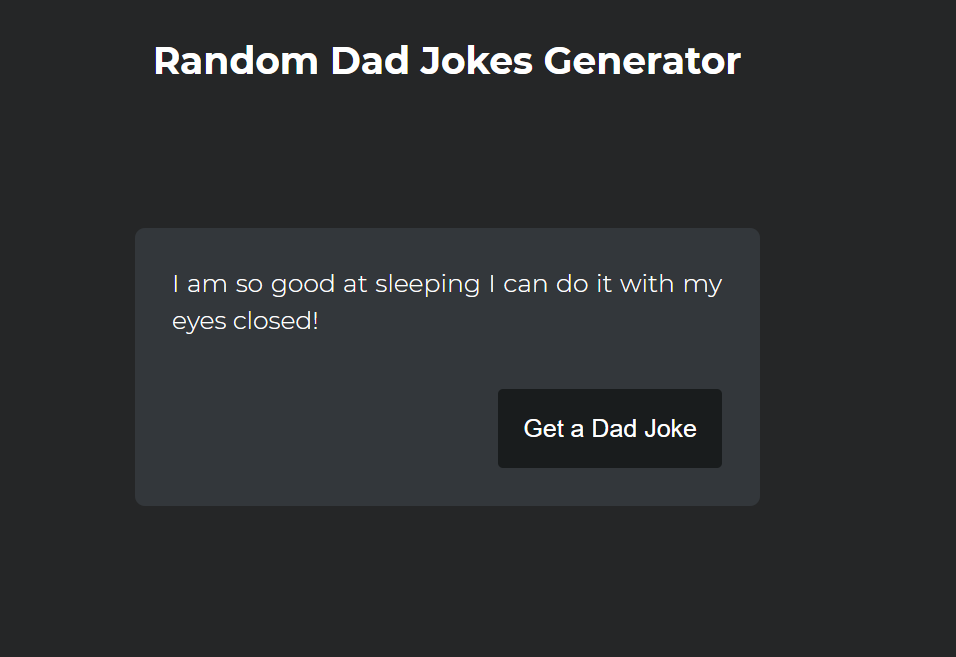 Random Dad Jokes Generator
I am so good at sleeping I can do it with my
eyes closed!
Get a Dad Joke